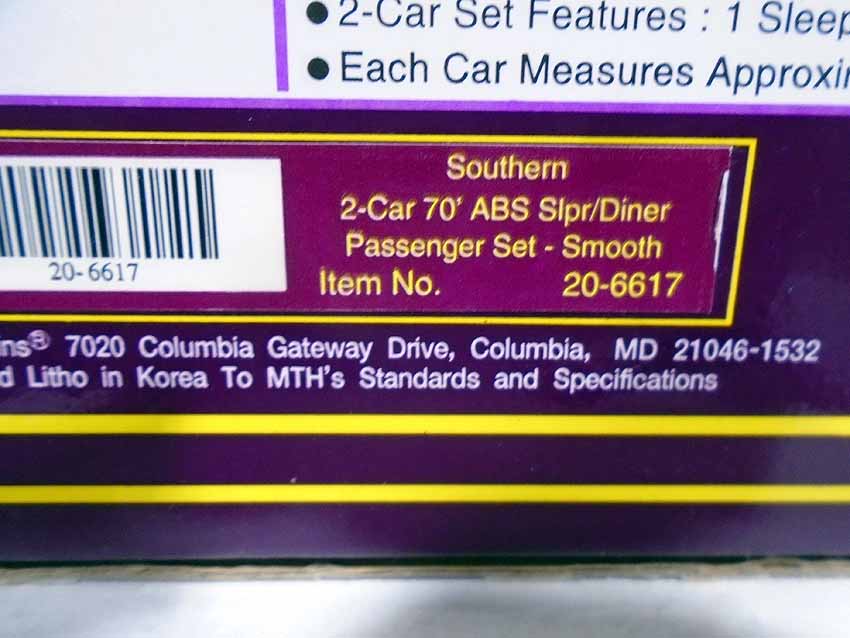 • 2-Car Set Features : 1 Sleep
• Each Car Measures Approxi
20-6617
Southern
2-Car 70' ABS Slpr/Diner
Passenger Set - Smooth
Item No. 20-6617
ns® 7020 Columbia Gateway Drive, Columbia, MD 21046-1532
d Litho in Korea To MTH's Standards and Specifications